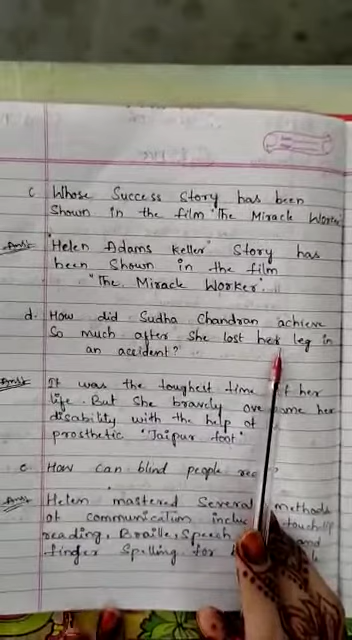 c. Whose Success Story has been
Shown in the film "The Miracle Worker"
Ans: "Helen Adams Keller" Story has
been Shown in the film
"The Miracle Worker".
d. How did Sudha Chandran achieve
So much after She lost her leg in
an accident?
Ans: It was the toughest time of her
life. But She bravely overcame her
disability with the help of
prosthetic "Jaipur foot"
e. How can blind people
Ans: Helen mastered Several methods
of communication touch-lip
reading, Braille, Speech and
finger Spelling for